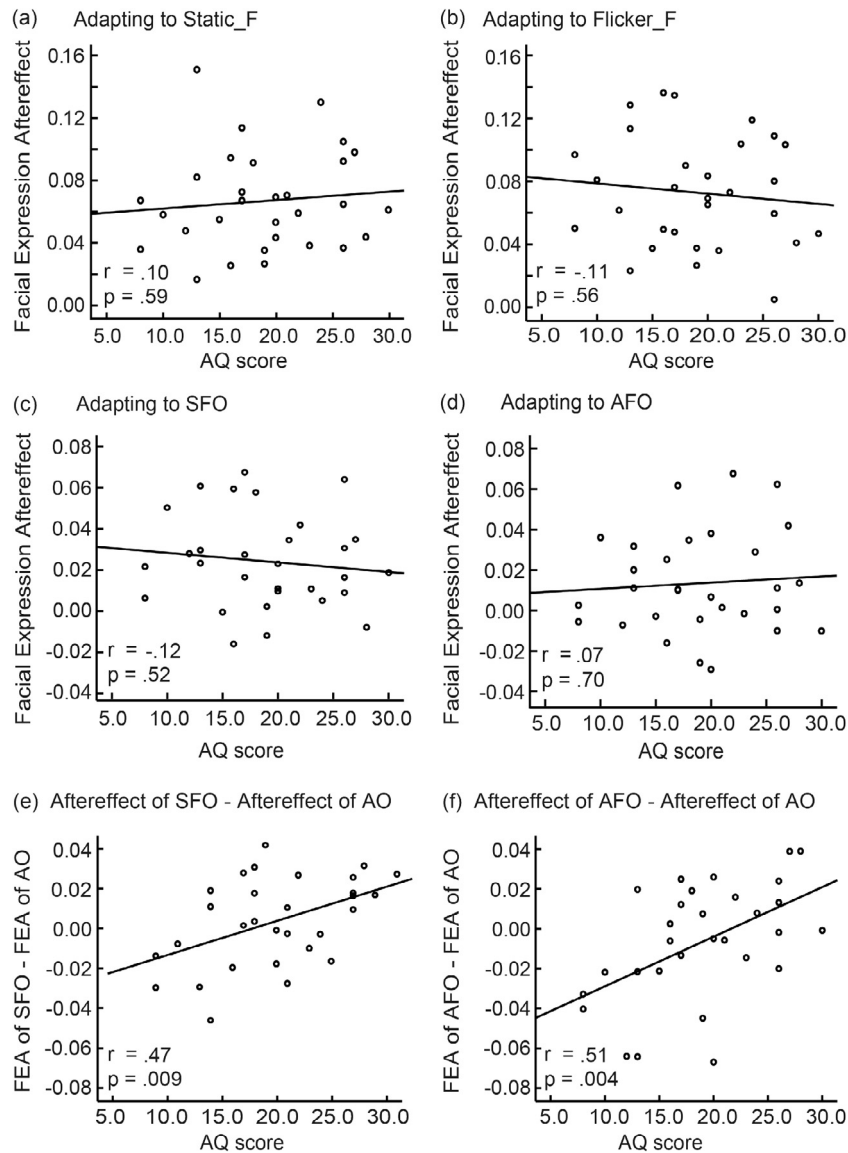 (a) Adapting to Static_F
Facial Expression Aftereffect
0.16
0.12
0.08
0.04
0.00
r = .10
p = .59
5.0 10.0 15.0 20.0 25.0 30.0
AQ score
(b) Adapting to Flicker_F
Facial Expression Aftereffect
0.16
0.12
0.08
0.04
0.00
r = -.11
p = .56
5.0 10.0 15.0 20.0 25.0 30.0
AQ score
(c) Adapting to SFO
Facial Expression Aftereffect
0.08
0.06
0.04
0.02
0.00
-0.02
-0.04
r = -.12
p = .52
5.0 10.0 15.0 20.0 25.0 30.0
AQ score
(d) Adapting to AFO
Facial Expression Aftereffect
0.08
0.06
0.04
0.02
0.00
-0.02
-0.04
r = .07
p = .70
5.0 10.0 15.0 20.0 25.0 30.0
AQ score
(e) Aftereffect of SFO - Aftereffect of AO
FEA of SFO - FEA of AO
0.04
0.02
0.00
-0.02
-0.04
-0.06
-0.08
r = .47
p = .009
5.0 10.0 15.0 20.0 25.0 30.0
AQ score
(f) Aftereffect of AFO - Aftereffect of AO
FEA of AFO - FEA of AO
0.04
0.02
0.00
-0.02
-0.04
-0.06
-0.08
r = .51
p = .004
5.0 10.0 15.0 20.0 25.0 30.0
AQ score